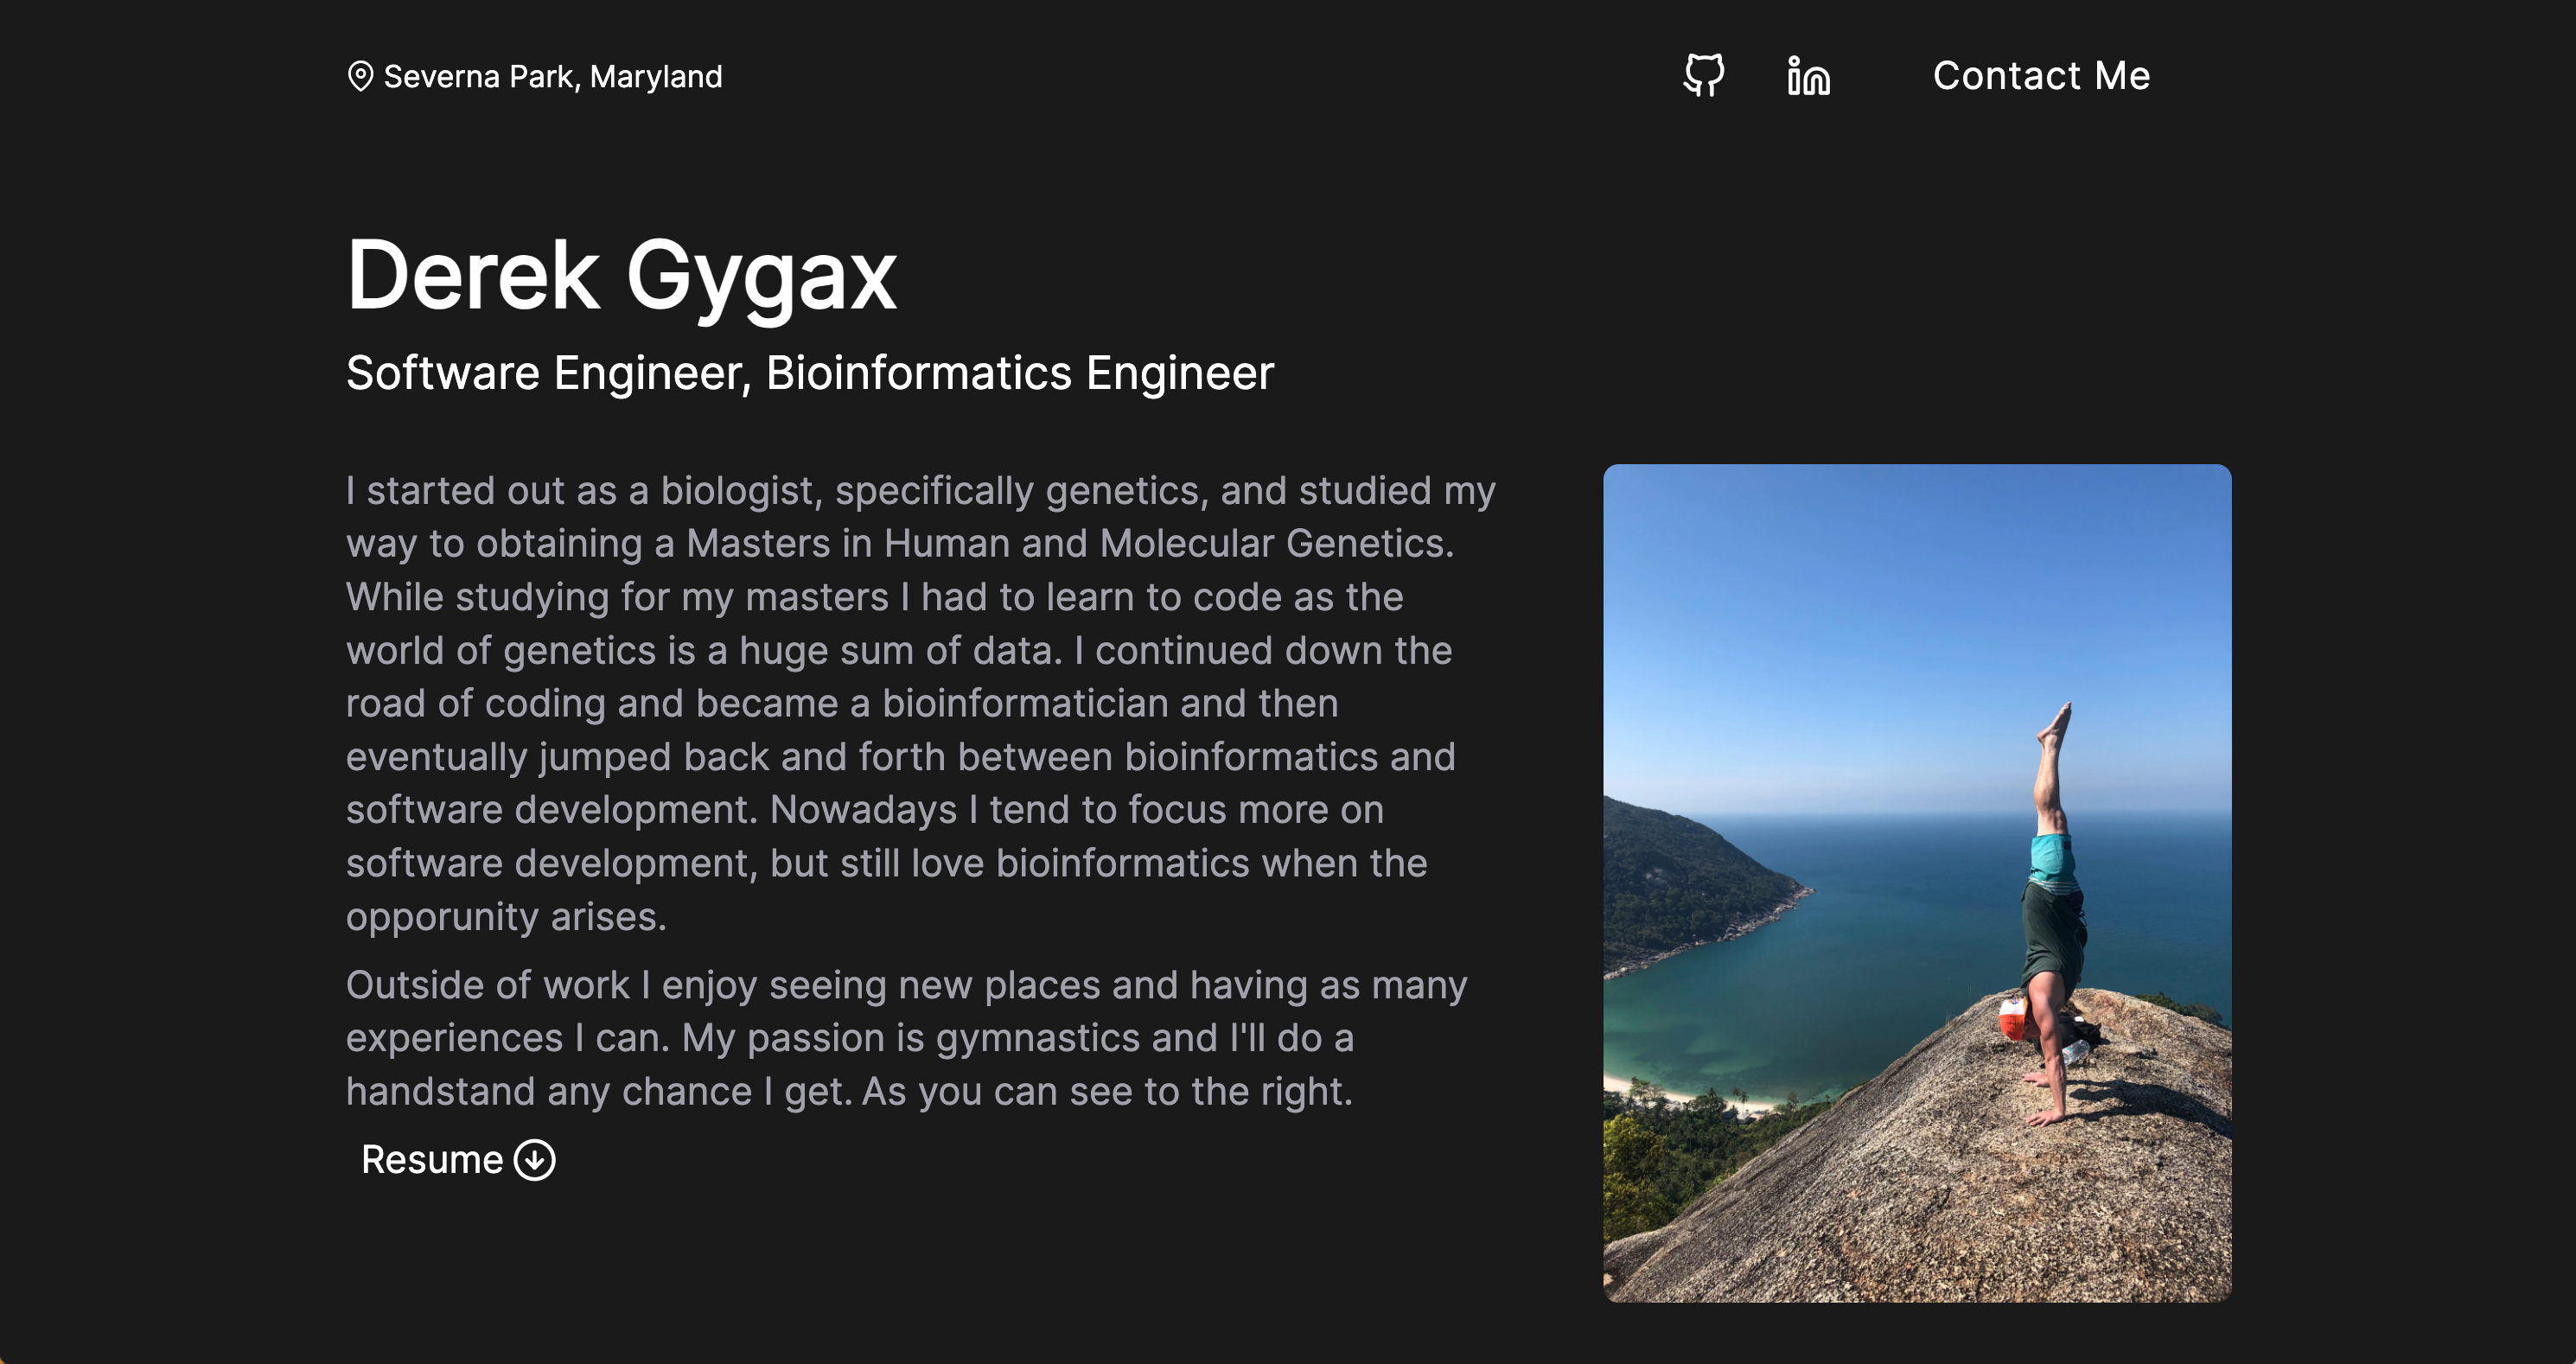 Severna Park, Maryland
Contact Me
Derek Gygax
Software Engineer, Bioinformatics Engineer
I started out as a biologist, specifically genetics, and studied my
way to obtaining a Masters in Human and Molecular Genetics.
While studying for my masters I had to learn to code as the
world of genetics is a huge sum of data. I continued down the
road of coding and became a bioinformatician and then
eventually jumped back and forth between bioinformatics and
software development. Nowadays I tend to focus more on
software development, but still love bioinformatics when the
opporunity arises.
Outside of work I enjoy seeing new places and having as many
experiences I can. My passion is gymnastics and I'll do a
handstand any chance I get. As you can see to the right.
Resume